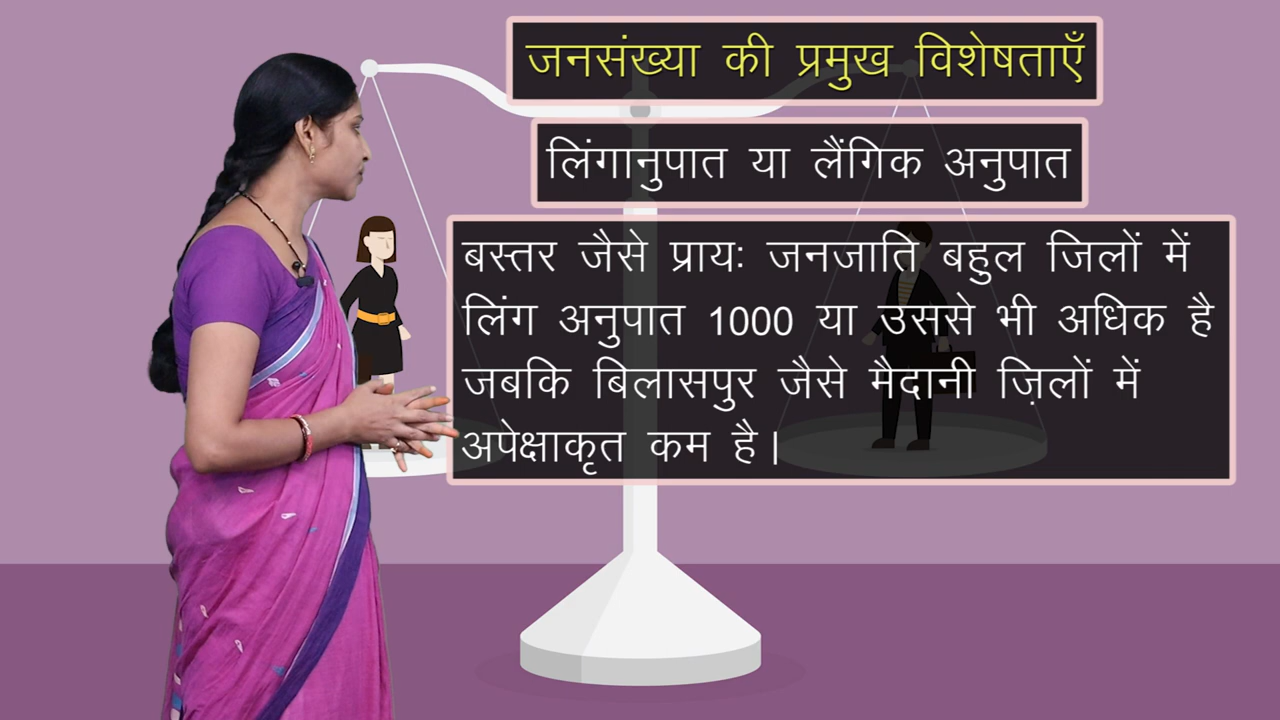 जनसंख्या की प्रमुख विशेषताएँ
लिंगानुपात या लैंगिक अनुपात
बस्तर जैसे प्रायः जनजाति बहुल जिलों में
लिंग अनुपात 1000 या उससे भी अधिक है
जबकि बिलासपुर जैसे मैदानी ज़िलों में
अपेक्षाकृत कम है।